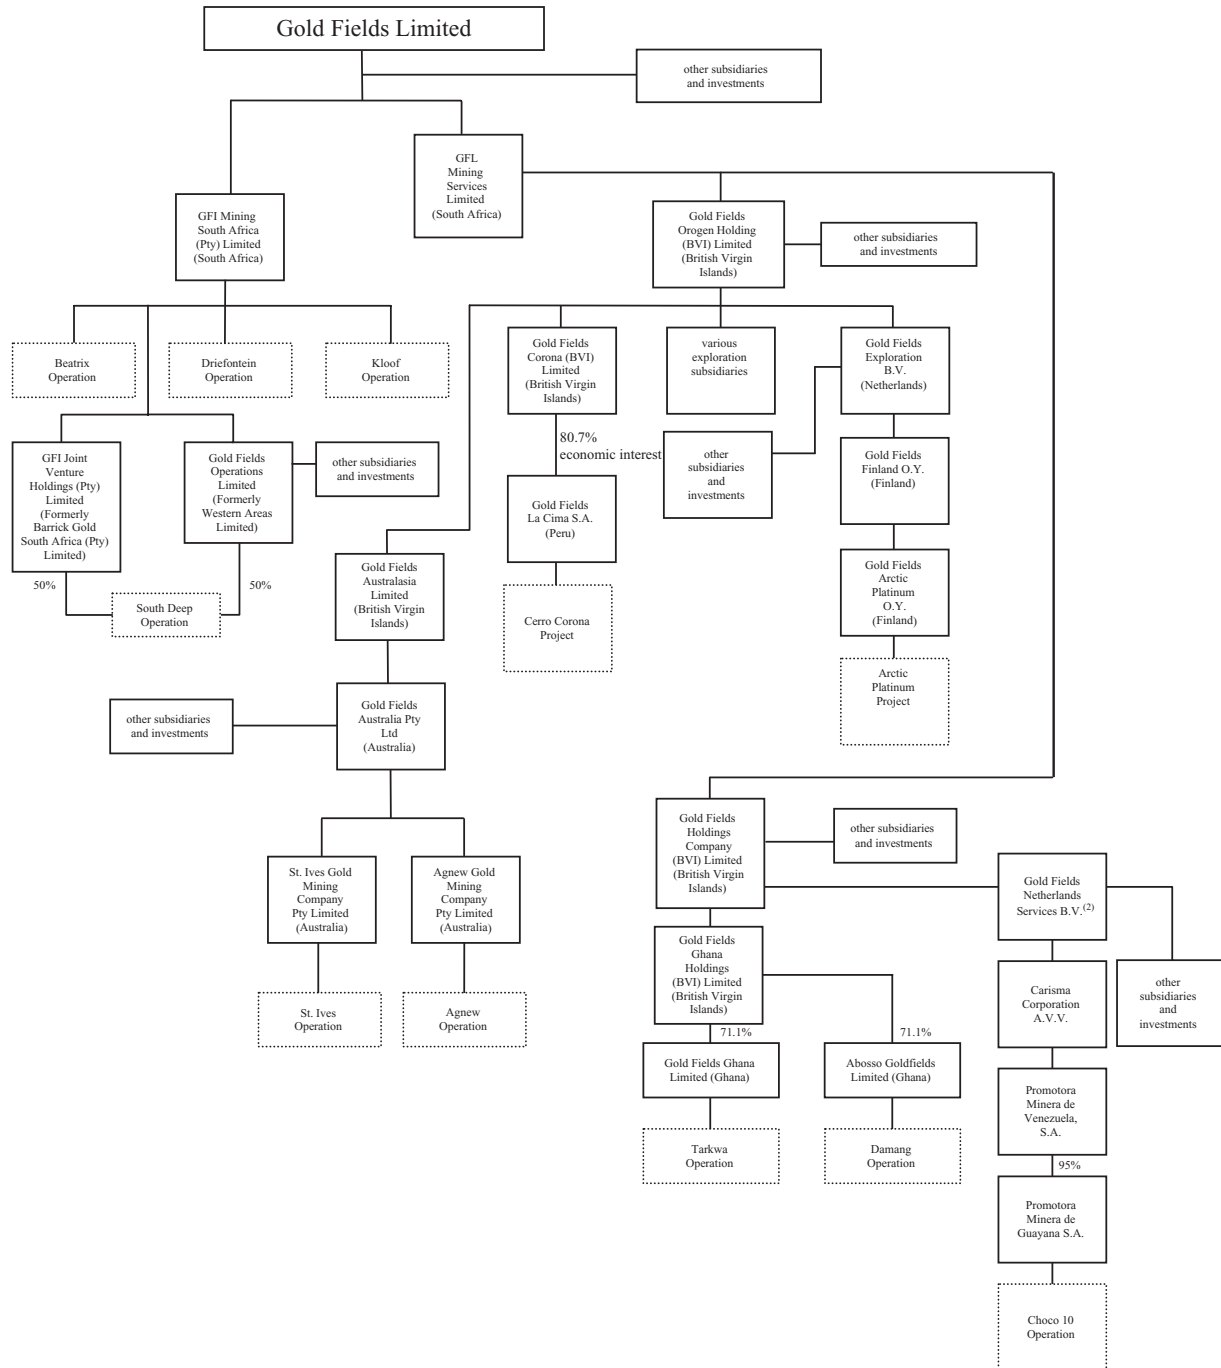 Gold Fields Limited
other subsidiaries
and investments
GFL
Mining
Services
Limited
(South Africa)
GFI Mining
South Africa
(Pty) Limited
(South Africa)
Gold Fields
Orogen Holding
(BVI) Limited
(British Virgin
Islands)
other subsidiaries
and investments
Beatrix
Operation
Driefontein
Operation
Kloof
Operation
Gold Fields
Corona (BVI)
Limited
(British Virgin
Islands)
various
exploration
subsidiaries
Gold Fields
Exploration
B.V.
(Netherlands)
80.7%
economic interest
GFI Joint
Venture
Holdings (Pty)
Limited
(Formerly
Barrick Gold
South Africa (Pty)
Limited)
Gold Fields
Operations
Limited
(Formerly
Western Areas
Limited)
other subsidiaries
and investments
other
subsidiaries
and
investments
Gold Fields
Finland O.Y.
(Finland)
Gold Fields
La Cima S.A.
(Peru)
50%
50%
South Deep
Operation
Gold Fields
Australasia
Limited
(British Virgin
Islands)
Cerro Corona
Project
Gold Fields
Arctic
Platinum
O.Y.
(Finland)
Arctic
Platinum
Project
other subsidiaries
and investments
Gold Fields
Australia Pty
Ltd
(Australia)
Gold Fields
Holdings
Company
(BVI) Limited
(British Virgin
Islands)
other subsidiaries
and investments
St. Ives Gold
Mining
Company
Pty Limited
(Australia)
Agnew Gold
Mining
Company
Pty Limited
(Australia)
Gold Fields
Netherlands
Services B.V.(2)
Gold Fields
Ghana
Holdings
(BVI) Limited
(British Virgin
Islands)
Carisma
Corporation
A.V.V.
other
subsidiaries
and
investments
St. Ives
Operation
Agnew
Operation
71.1%
71.1%
Gold Fields Ghana
Limited (Ghana)
Abosso Goldfields
Limited (Ghana)
Promotora
Minera de
Venezuela,
S.A.
Tarkwa
Operation
Damang
Operation
95%
Promotora
Minera de
Guayana S.A.
Choco 10
Operation